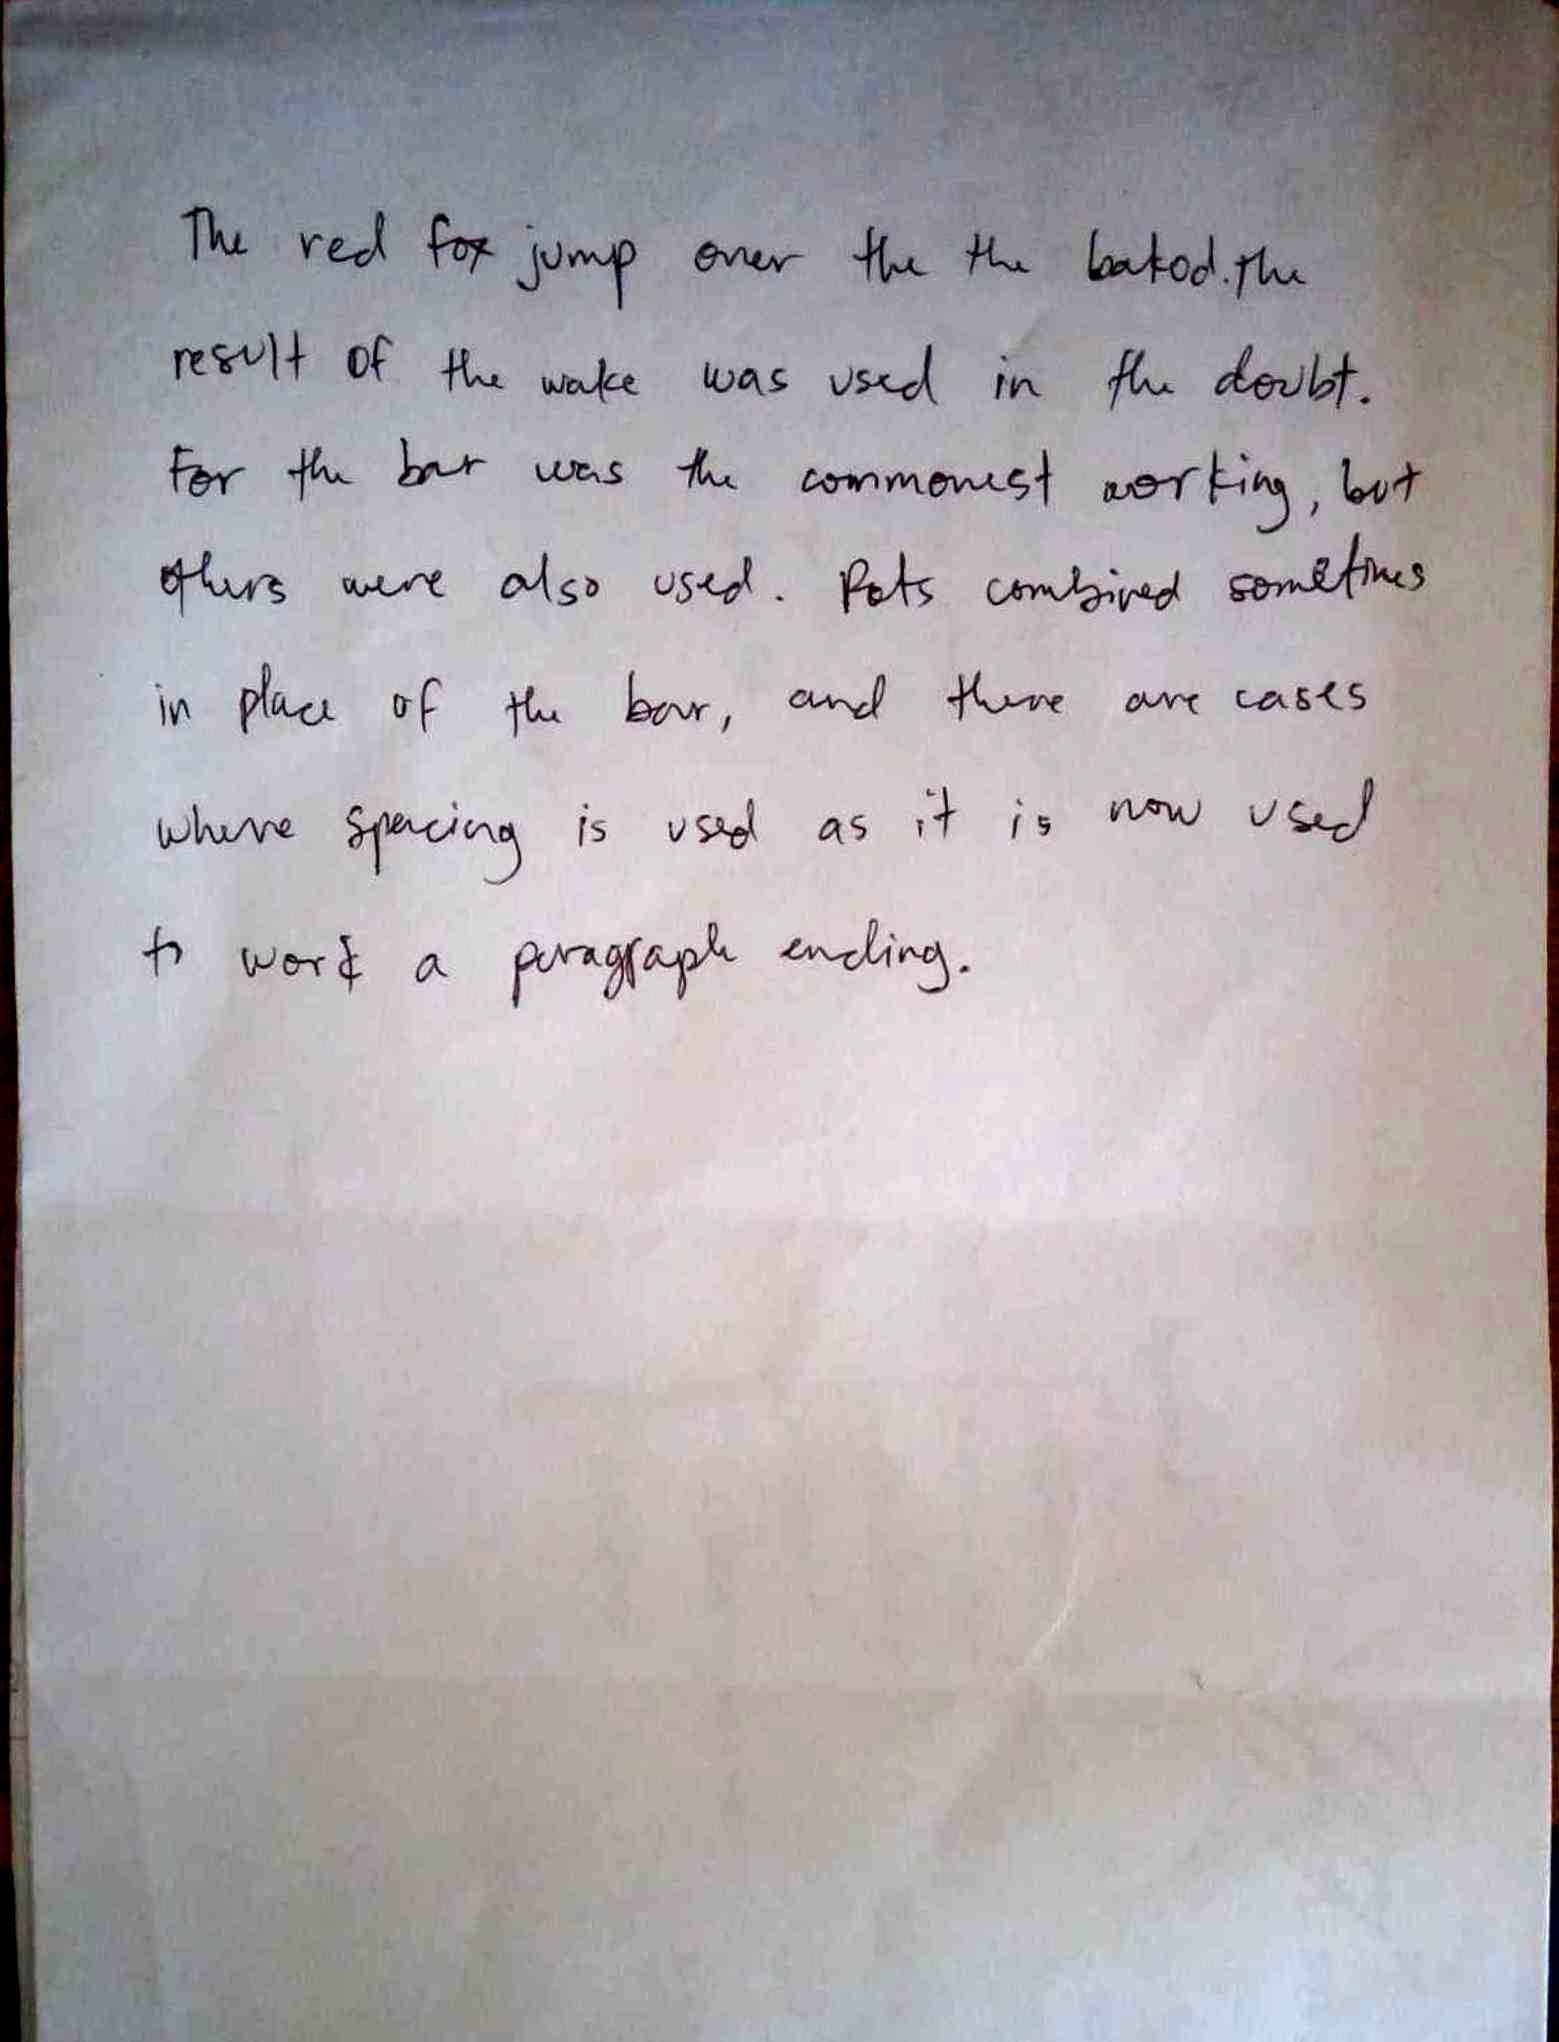 The red fox jump over the the bakod. The
result of the wake was used in the doubt.
For the bar was the commonest working, but
others were also used. Pots combined sometimes
in place of the bar, and there are cases
where spacing is used as it is now used
to work a paragraph ending.